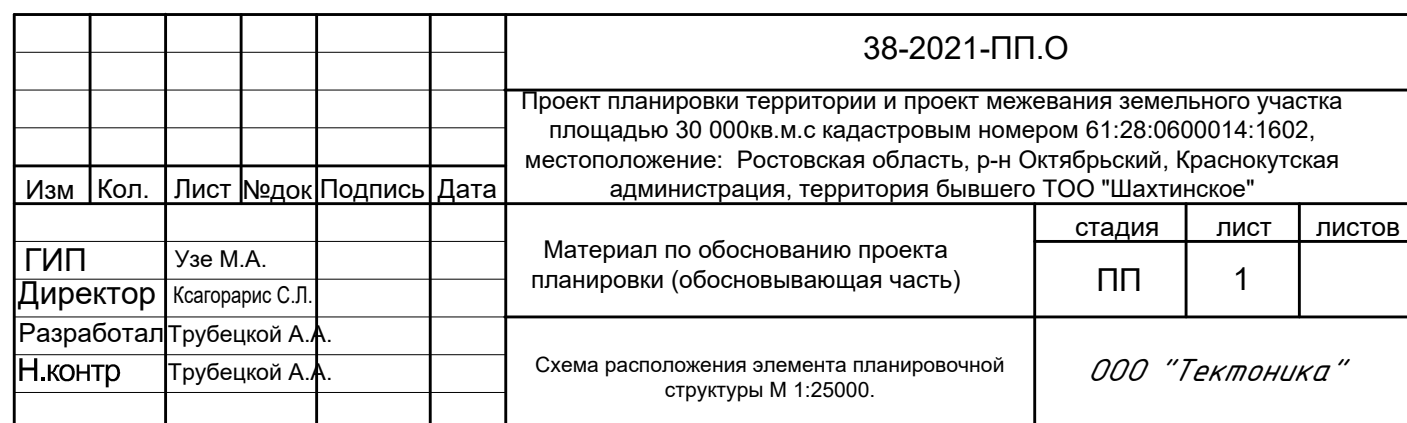 38-2021-ПП.О
Проект планировки территории и проект межевания земельного участка
площадью 30 000кв.м.с кадастровым номером 61:28:0600014:1602,
местоположение: Ростовская область, р-н Октябрьский, Краснокутская
администрация, территория бывшего ТОО "Шахтинское"
Изм Кол. Лист №док Подпись Дата
ГИП Узе М.А.
Директор Ксагорарис С.Л.
Разработал Трубецкой А.А.
Н.контр Трубецкой А.А.
Материал по обоснованию проекта
планировки (обосновывающая часть)
стадия лист листов
ПП 1
Схема расположения элемента планировочной
структуры М 1:25000.
ООО "Тектоника"